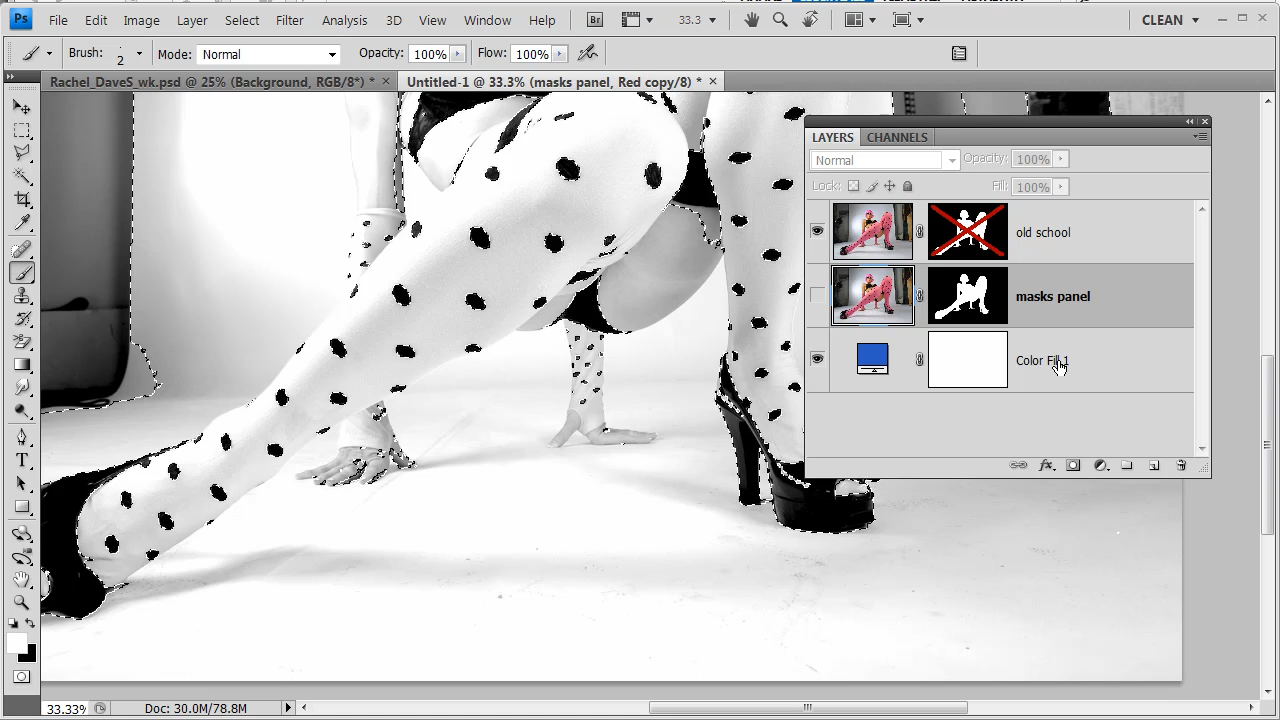 Ps File Edit Image Layer Select Filter Analysis 3D View Window Help Br 33.3 CLEAN
Brush: 2 Mode: Normal Opacity: 100% Flow: 100%
Rachel_DaveS_wk.psd @ 25% (Background, RGB/8*) * × Untitled-1 @ 33.3% (masks panel, Red copy/8) * ×
LAYERS CHANNELS
Normal Opacity: 100%
Lock: Fill: 100%
old school
masks panel
Color Fill 1
fx
T
33.33% Doc: 30.0M/78.8M